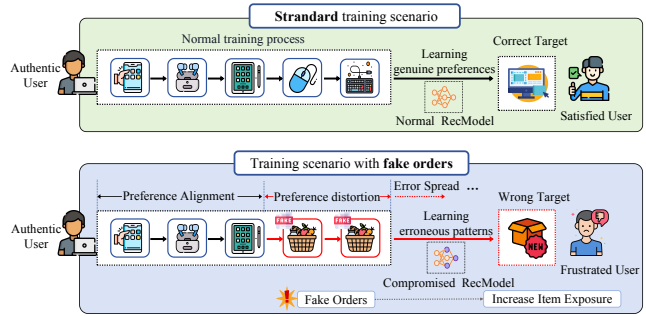 Strandard training scenario
Normal training process
Authentic
User
Learning
genuine preferences
Normal RecModel
Correct Target
Satisfied User
Training scenario with fake orders
Preference Alignment
Preference distortion
Error Spread ...
Authentic
User
FAKE
FAKE
Learning
erroneous patterns
Compromised RecModel
Wrong Target
NEW
Frustrated User
Fake Orders
Increase Item Exposure